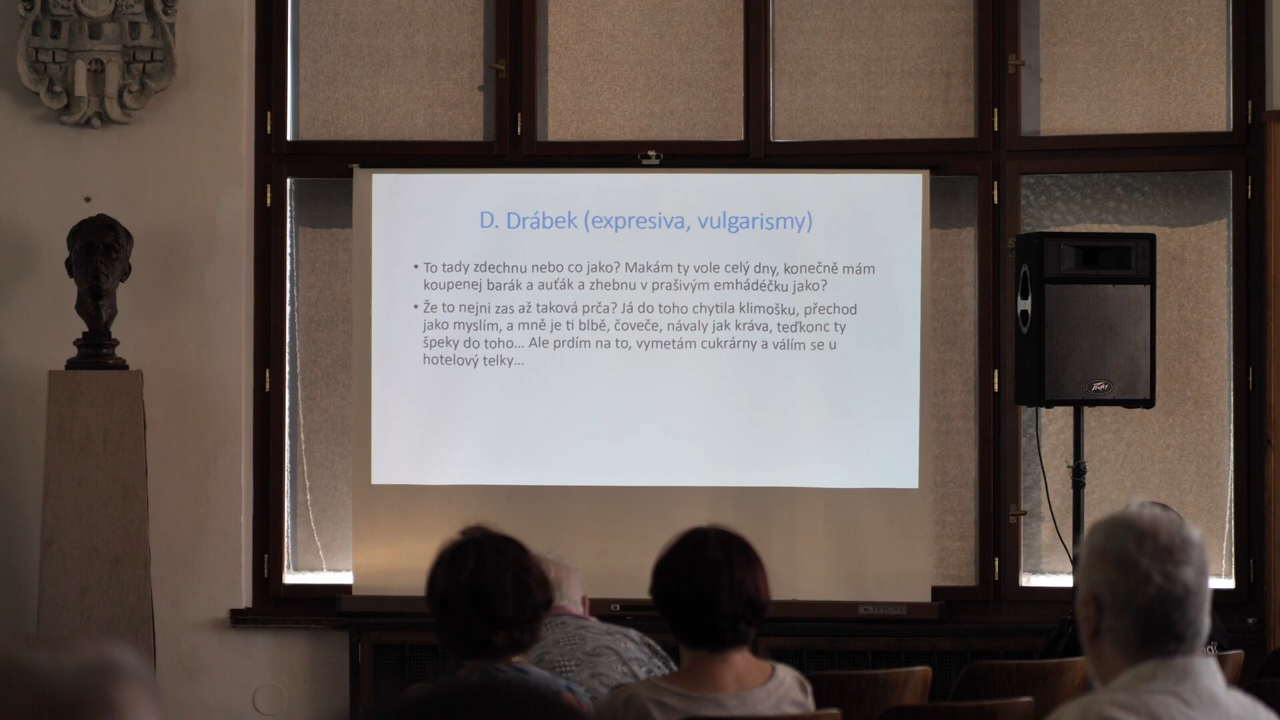 D. Drábek (expresiva, vulgarismy)
• To tady zdechnu nebo co jako? Makám ty vole celý dny, konečně mám
koupenej barák a auťák a zhebnu v prašivým emhádéčku jako?
• Že to nejni zas až taková prča? Já do toho chytila klimošku, přechod
jako myslím, a mně je ti blbě, čoveče, návaly jak kráva, teďkonc ty
špeky do toho... Ale prdím na to, vymetám cukrárny a válím se u
hotelový telky...
PEAVEY